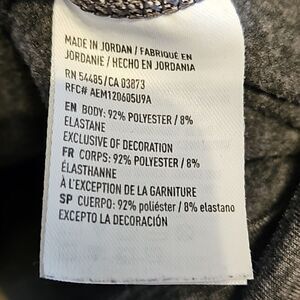 MADE IN JORDAN / FABRIQUÉ EN
JORDANIE / HECHO EN JORDANIA
RN 54485/CA 03873
RFC# AEM120605U9A
EN BODY: 92% POLYESTER / 8%
ELASTANE
EXCLUSIVE OF DECORATION
FR CORPS: 92% POLYESTER / 8%
ÉLASTHANNE
À L'EXCEPTION DE LA GARNITURE
SP CUERPO: 92% poliéster / 8% elastano
EXCEPTO LA DECORACIÓN